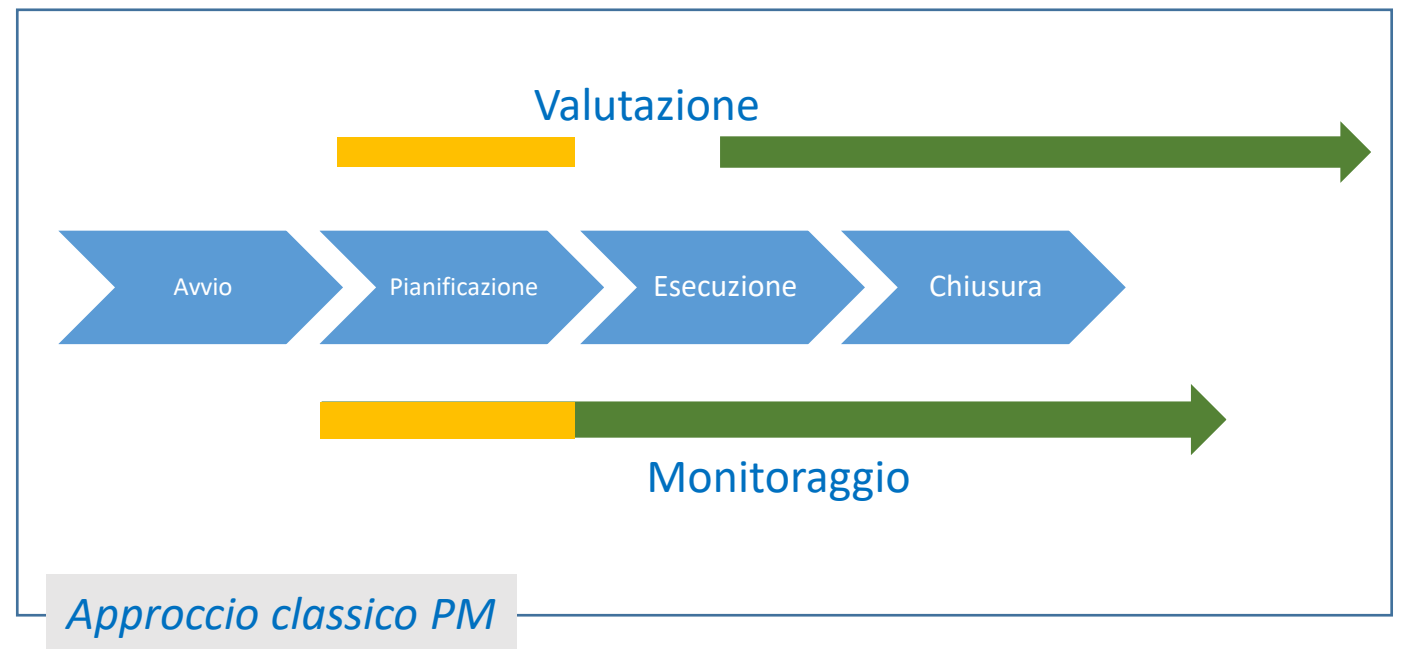 Valutazione
Avvio
Pianificazione
Esecuzione
Chiusura
Monitoraggio
Approccio classico PM